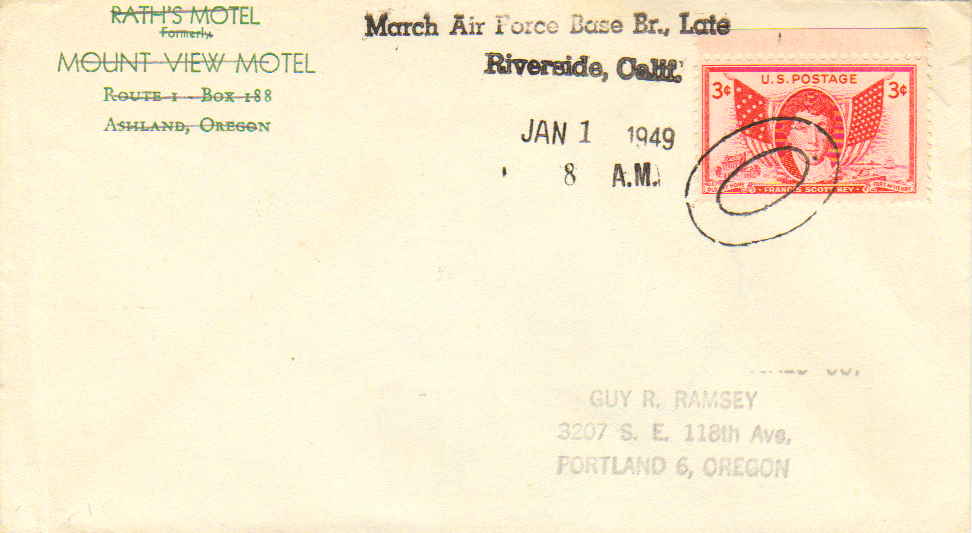 RATH'S MOTEL
Formerly
MOUNT VIEW MOTEL
ROUTE 1 - BOX 188
ASHLAND, OREGON
March Air Force Base Br., Late
Riverside, Calif.
JAN 1 1949
8 A.M.
U.S. POSTAGE
3¢ 3¢
FRANCIS SCOTT KEY
CO.
GUY R. RAMSEY
3207 S. E. 118th Ave.
PORTLAND 6, OREGON